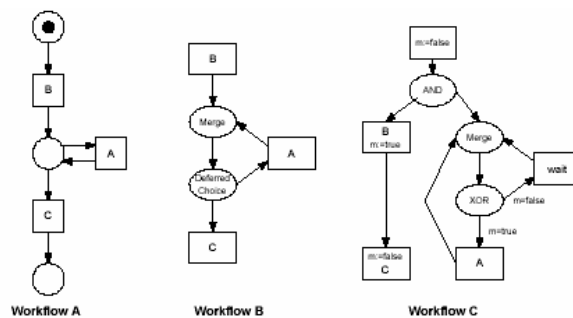 B
A
C
Workflow A
B
Merge
A
Deferred
Choice
C
Workflow B
m:=false
AND
B
m:=true
Merge
wait
XOR
m=false
m=true
m:=false
C
A
Workflow C